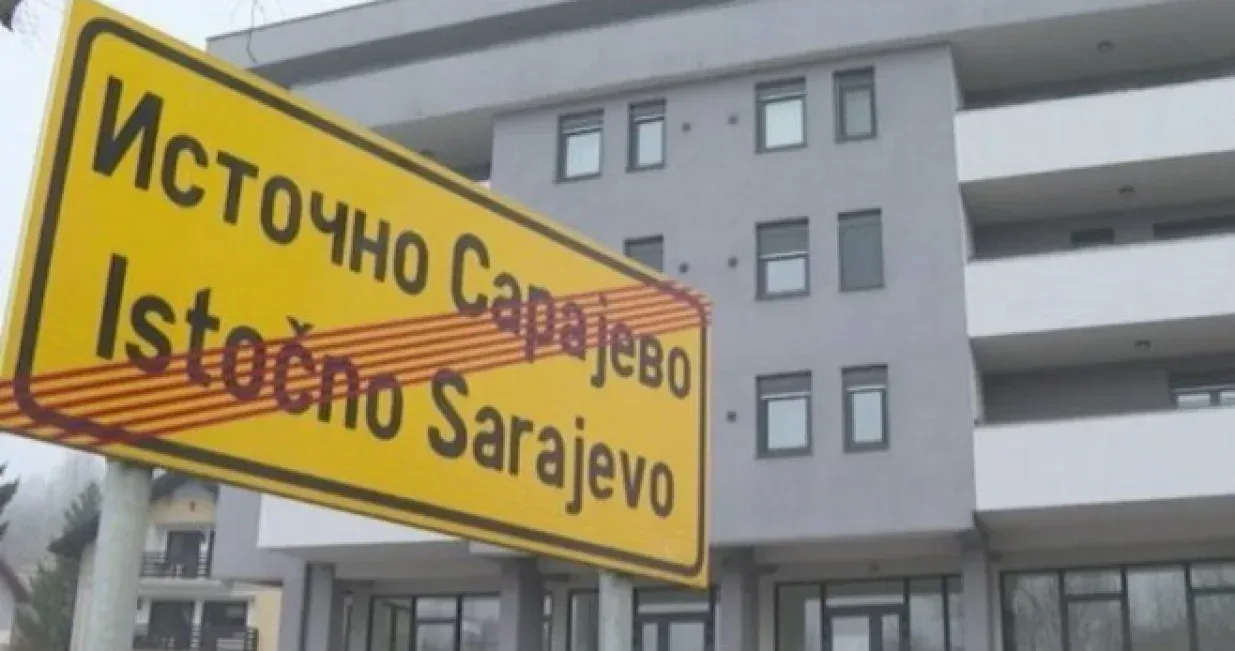 Источно Сарајево
Istočno Sarajevo